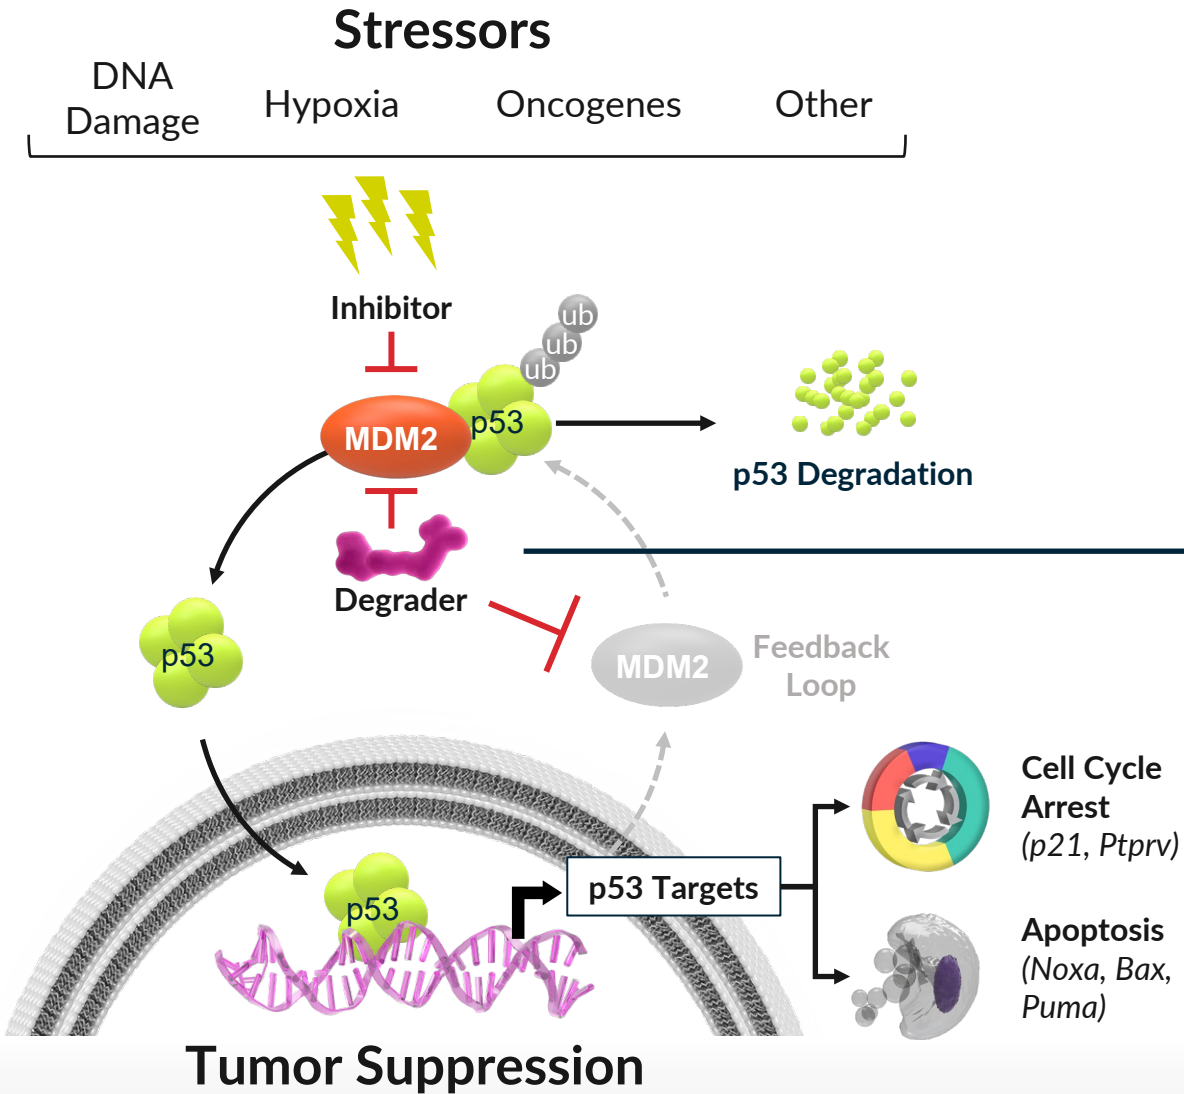 Stressors
DNA
Damage
Hypoxia
Oncogenes
Other
Inhibitor
ub
ub
ub
MDM2
p53
p53 Degradation
Degrader
p53
MDM2
Feedback
Loop
Cell Cycle
Arrest
(p21, Ptprv)
p53 Targets
p53
Apoptosis
(Noxa, Bax,
Puma)
Tumor Suppression